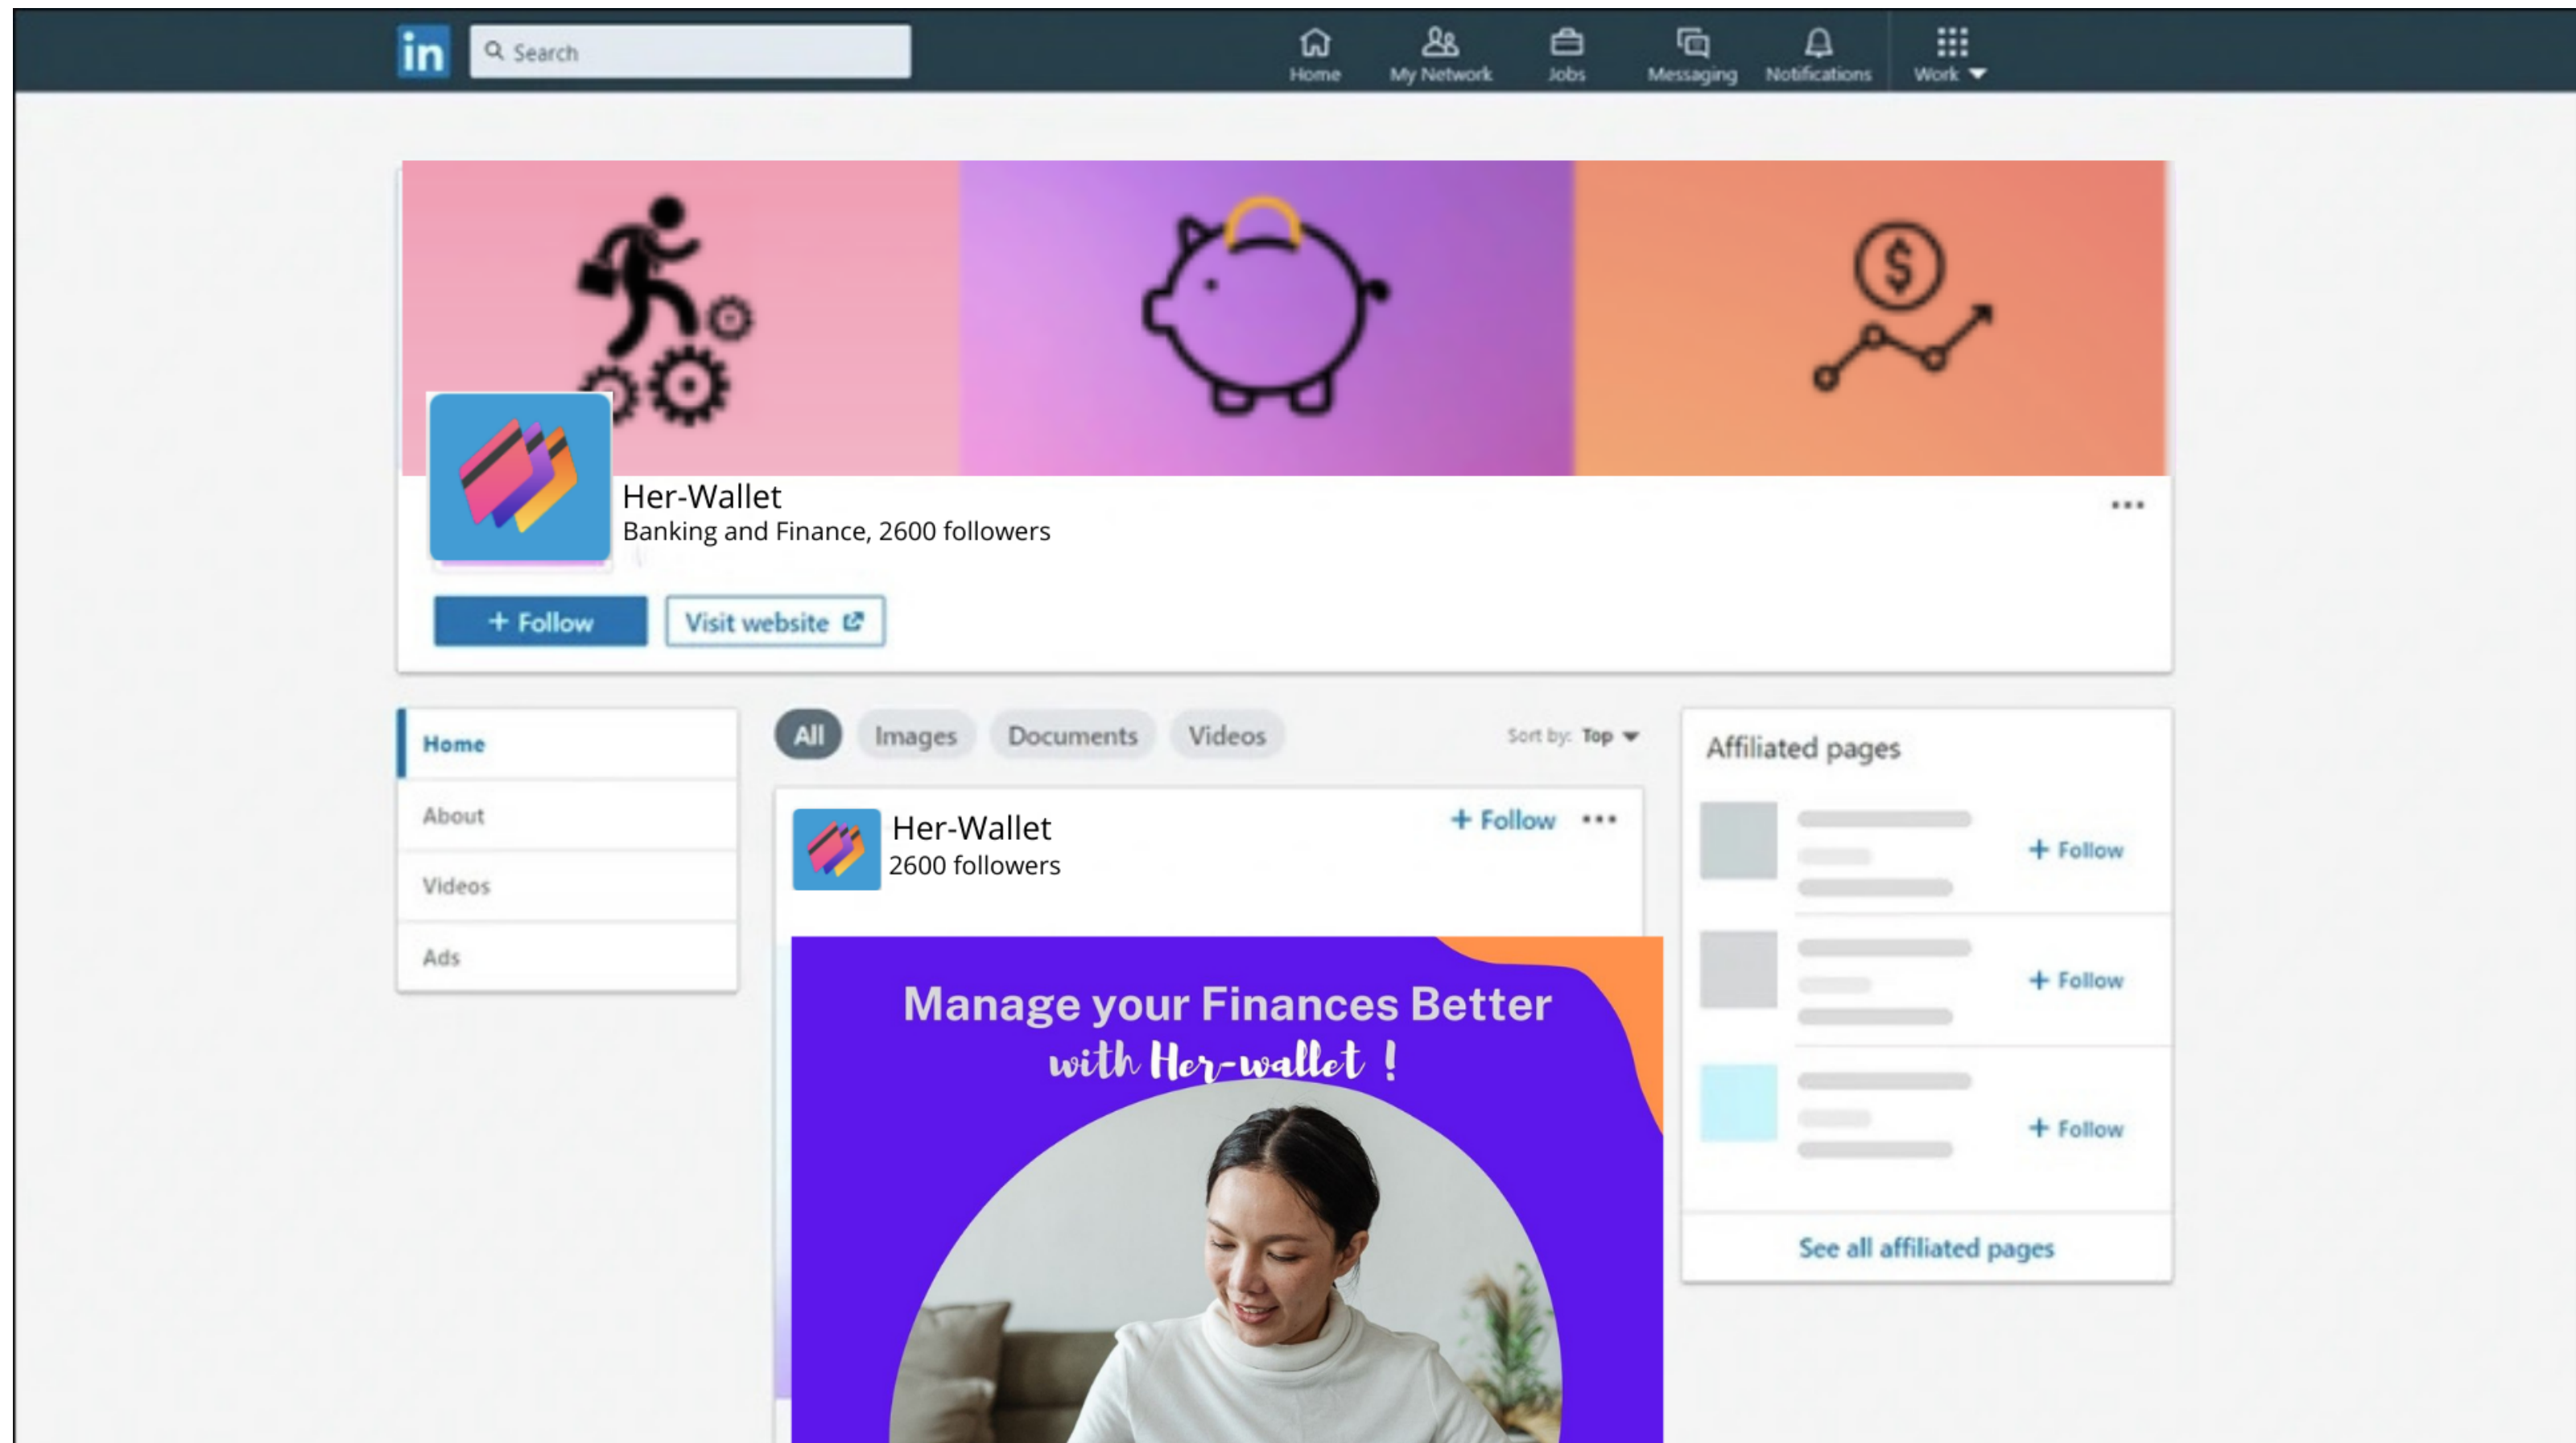 in
Search
Home
My Network
Jobs
Messaging
Notifications
Work
$
Her-Wallet
Banking and Finance, 2600 followers
+ Follow
Visit website
Home
About
Videos
Ads
All
Images
Documents
Videos
Sort by: Top
Her-Wallet
2600 followers
+ Follow
Manage your Finances Better
with Her-wallet !
Affiliated pages
+ Follow
+ Follow
+ Follow
See all affiliated pages